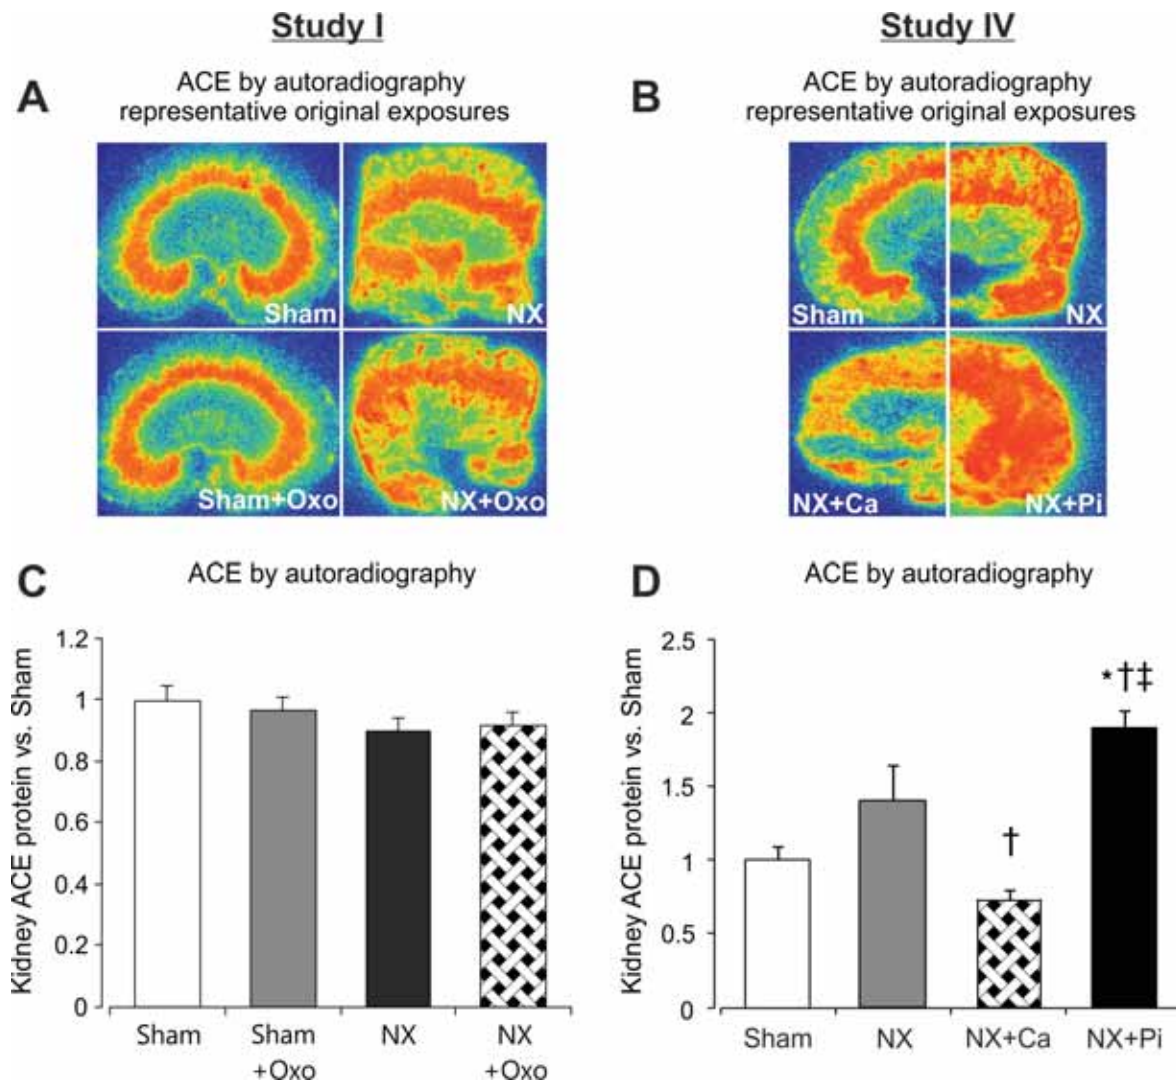 Study I
Study IV
A
ACE by autoradiography
representative original exposures
B
ACE by autoradiography
representative original exposures
Sham
NX
Sham+Oxo
NX+Oxo
Sham
NX
NX+Ca
NX+Pi
C
ACE by autoradiography
Kidney ACE protein vs. Sham
1.2
1
0.8
0.6
0.4
0.2
0
Sham
Sham
+Oxo
NX
NX
+Oxo
D
ACE by autoradiography
Kidney ACE protein vs. Sham
2.5
2
1.5
1
0.5
0
†
*†‡
Sham
NX
NX+Ca
NX+Pi